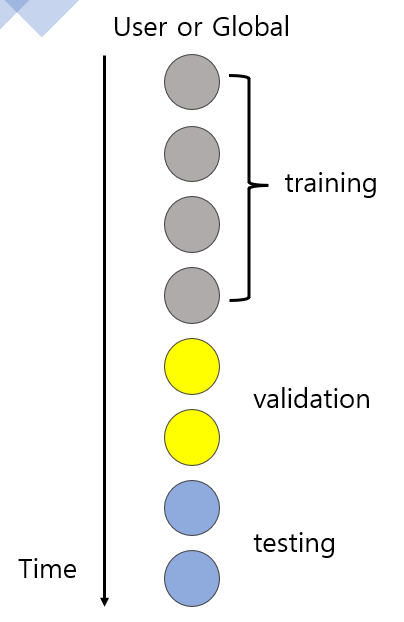 User or Global
training
validation
testing
Time